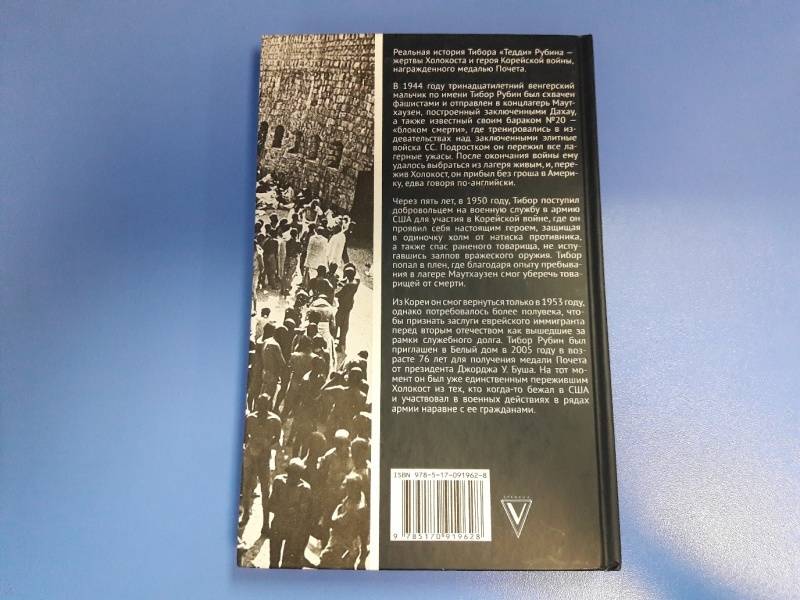 Реальная история Тибора «Тедди» Рубина —
жертвы Холокоста и героя Корейской войны,
награжденного медалью Почета.
В 1944 году тринадцатилетний венгерский
мальчик по имени Тибор Рубин был схвачен
фашистами и отправлен в концлагерь Маут-
хаузен, построенный заключенными Дахау,
а также известный своим бараком №20 —
«блоком смерти», где тренировались в из-
девательствах над заключенными элитные
войска СС. Подростком он пережил все ла-
герные ужасы. После окончания войны ему
удалось выбраться из лагеря живым, и, пере-
жив Холокост, он прибыл без гроша в Амери-
ку, едва говоря по-английски.
Через пять лет, в 1950 году, Тибор поступил
добровольцем на военную службу в армию
США для участия в Корейской войне, где он
проявил себя настоящим героем, защищая
в одиночку холм от натиска противника,
а также спас раненого товарища, не испу-
гавшись залпов вражеского оружия. Тибор
попал в плен, где благодаря опыту пребыва-
ния в лагере Маутхаузен смог уберечь това-
рищей от смерти.
Из Кореи он смог вернуться только в 1953 году,
однако потребовалось более полувека, что-
бы признать заслуги еврейского иммигранта
перед вторым отечеством как вышедшие за
рамки служебного долга. Тибор Рубин был
приглашен в Белый дом в 2005 году в воз-
расте 76 лет для получения медали Почета
от президента Джорджа У. Буша. На тот мо-
мент он был уже единственным пережившим
Холокост из тех, кто когда-то бежал в США
и участвовал в военных действиях в рядах
армии наравне с ее гражданами.
ISBN 978-5-17-091962-8
9 785170 919628
V